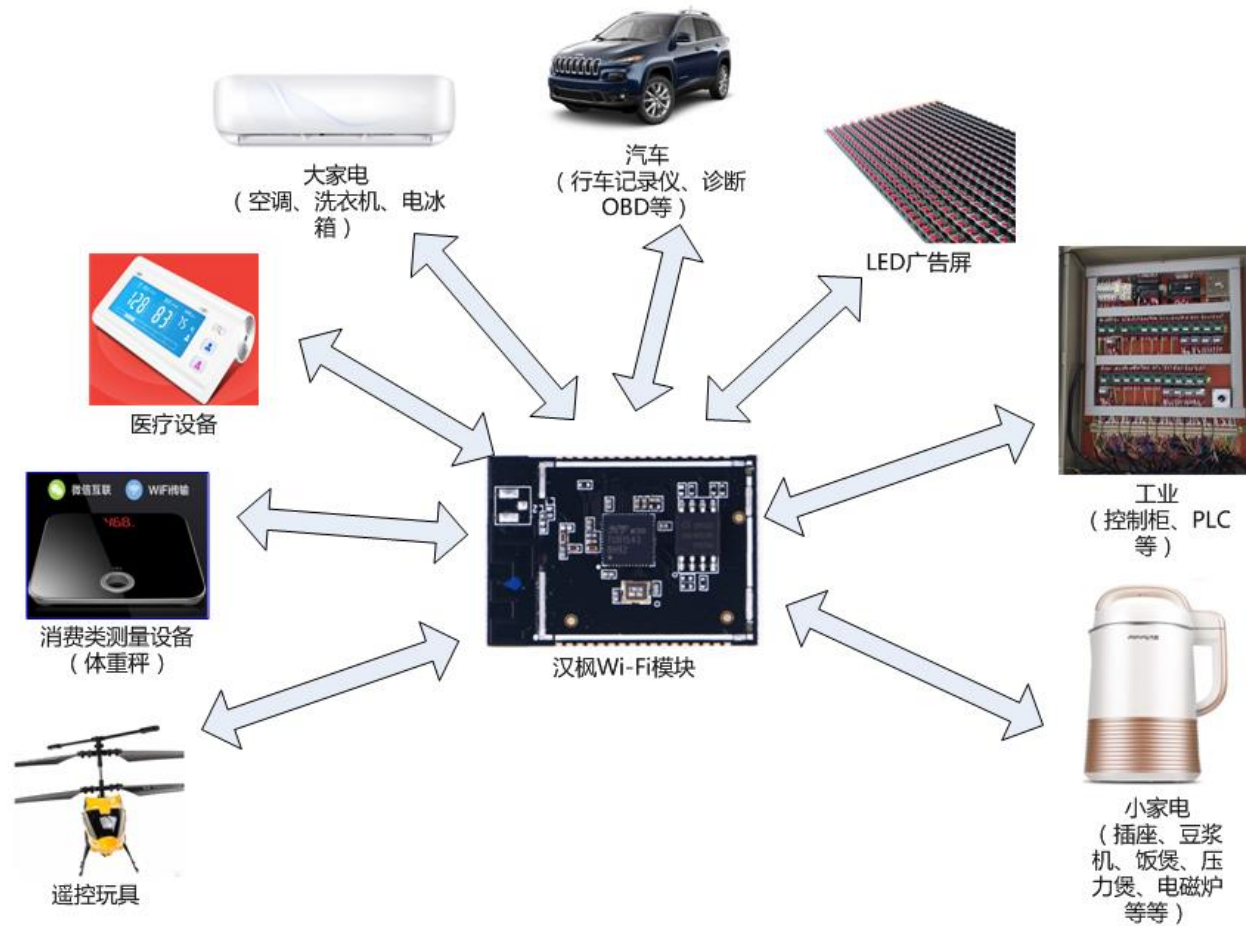 汽车
（行车记录仪、诊断
OBD等）
大家电
（空调、洗衣机、电冰
箱）
LED广告屏
128
83
75
医疗设备
微信互联
WiFi传输
468.
消费类测量设备
（体重秤）
汉枫Wi-Fi模块
工业
（控制柜、PLC
等）
遥控玩具
小家电
（插座、豆浆
机、饭煲、压
力煲、电磁炉
等等）